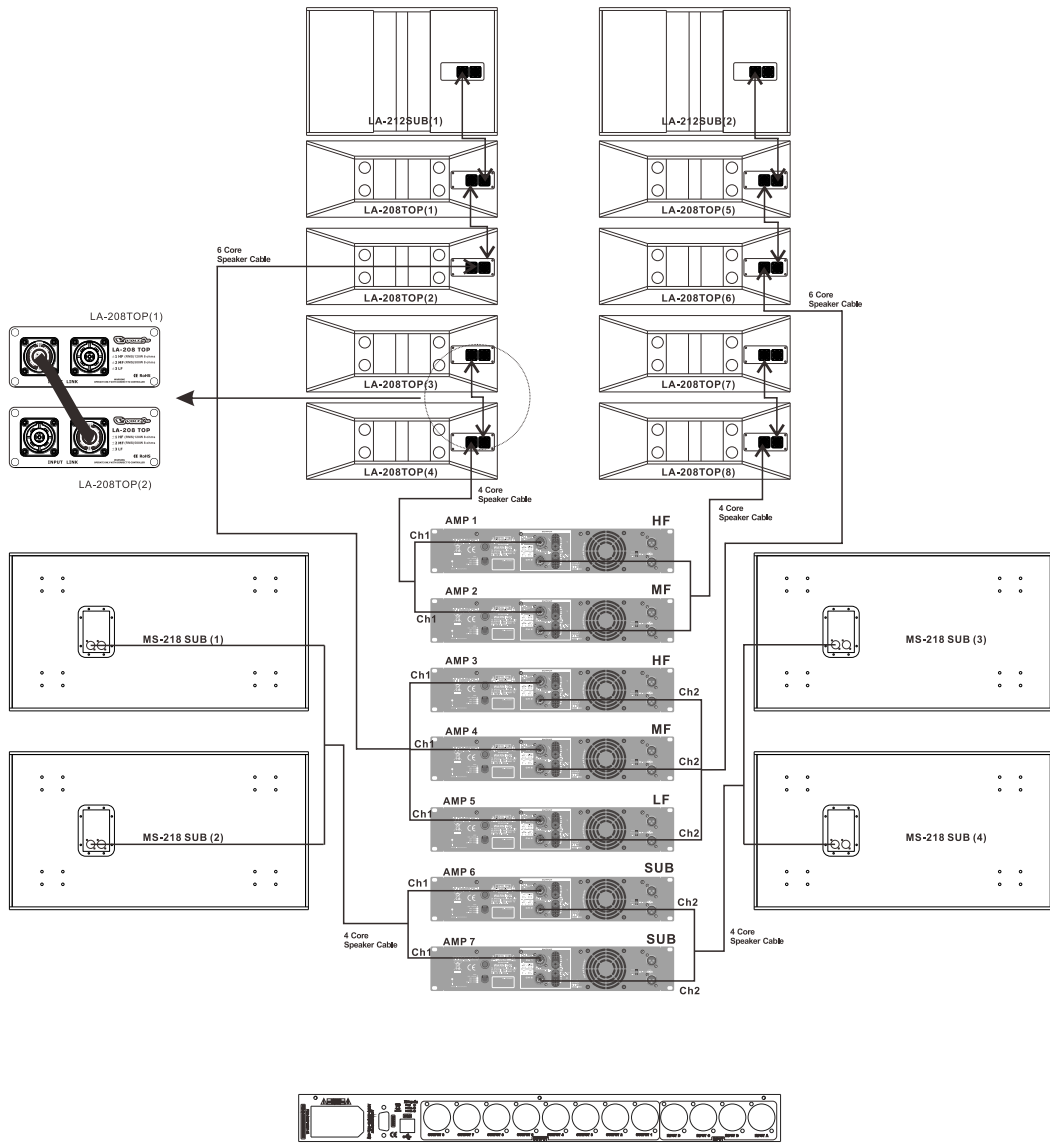 LA-212SUB(1)
LA-212SUB(2)
LA-208TOP(1)
LA-208TOP(5)
6 Core
Speaker Cable
LA-208TOP(2)
LA-208TOP(6)
6 Core
Speaker Cable
LA-208TOP(1)
LA-208 TOP
LINK
RoHS
LA-208TOP(3)
LA-208TOP(7)
LA-208 TOP
INPUT LINK
RoHS
LA-208TOP(4)
LA-208TOP(8)
LA-208TOP(2)
4 Core
Speaker Cable
4 Core
Speaker Cable
AMP 1
HF
Ch1
AMP 2
MF
Ch1
MS-218 SUB (1)
MS-218 SUB (3)
AMP 3
HF
Ch1
Ch2
AMP 4
MF
Ch1
Ch2
AMP 5
LF
Ch1
Ch2
MS-218 SUB (2)
MS-218 SUB (4)
AMP 6
SUB
Ch1
Ch2
4 Core
Speaker Cable
4 Core
Speaker Cable
AMP 7
SUB
Ch1
Ch2